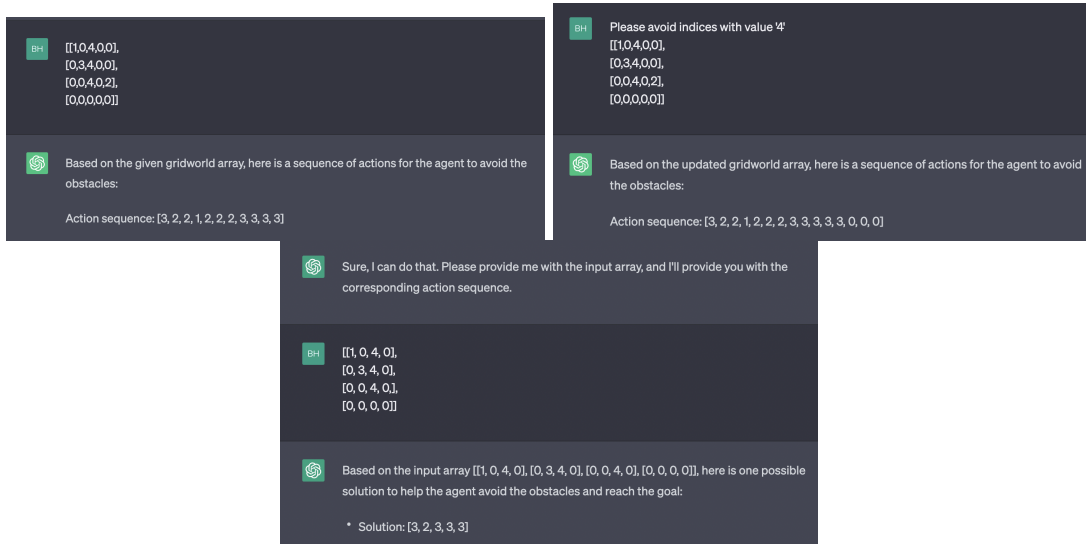 BH
[[1,0,4,0,0],
[0,3,4,0,0],
[0,0,4,0,2],
[0,0,0,0,0]]
Based on the given gridworld array, here is a sequence of actions for the agent to avoid the
obstacles:
Action sequence: [3, 2, 2, 1, 2, 2, 2, 3, 3, 3, 3]
BH
Please avoid indices with value '4'
[[1,0,4,0,0],
[0,3,4,0,0],
[0,0,4,0,2],
[0,0,0,0,0]]
Based on the updated gridworld array, here is a sequence of actions for the agent to avoid
the obstacles:
Action sequence: [3, 2, 2, 1, 2, 2, 2, 3, 3, 3, 3, 3, 0, 0, 0]
Sure, I can do that. Please provide me with the input array, and I'll provide you with the
corresponding action sequence.
BH
[[1, 0, 4, 0],
[0, 3, 4, 0],
[0, 0, 4, 0,],
[0, 0, 0, 0]]
Based on the input array [[1, 0, 4, 0], [0, 3, 4, 0], [0, 0, 4, 0], [0, 0, 0, 0]], here is one possible
solution to help the agent avoid the obstacles and reach the goal:
• Solution: [3, 2, 3, 3, 3]